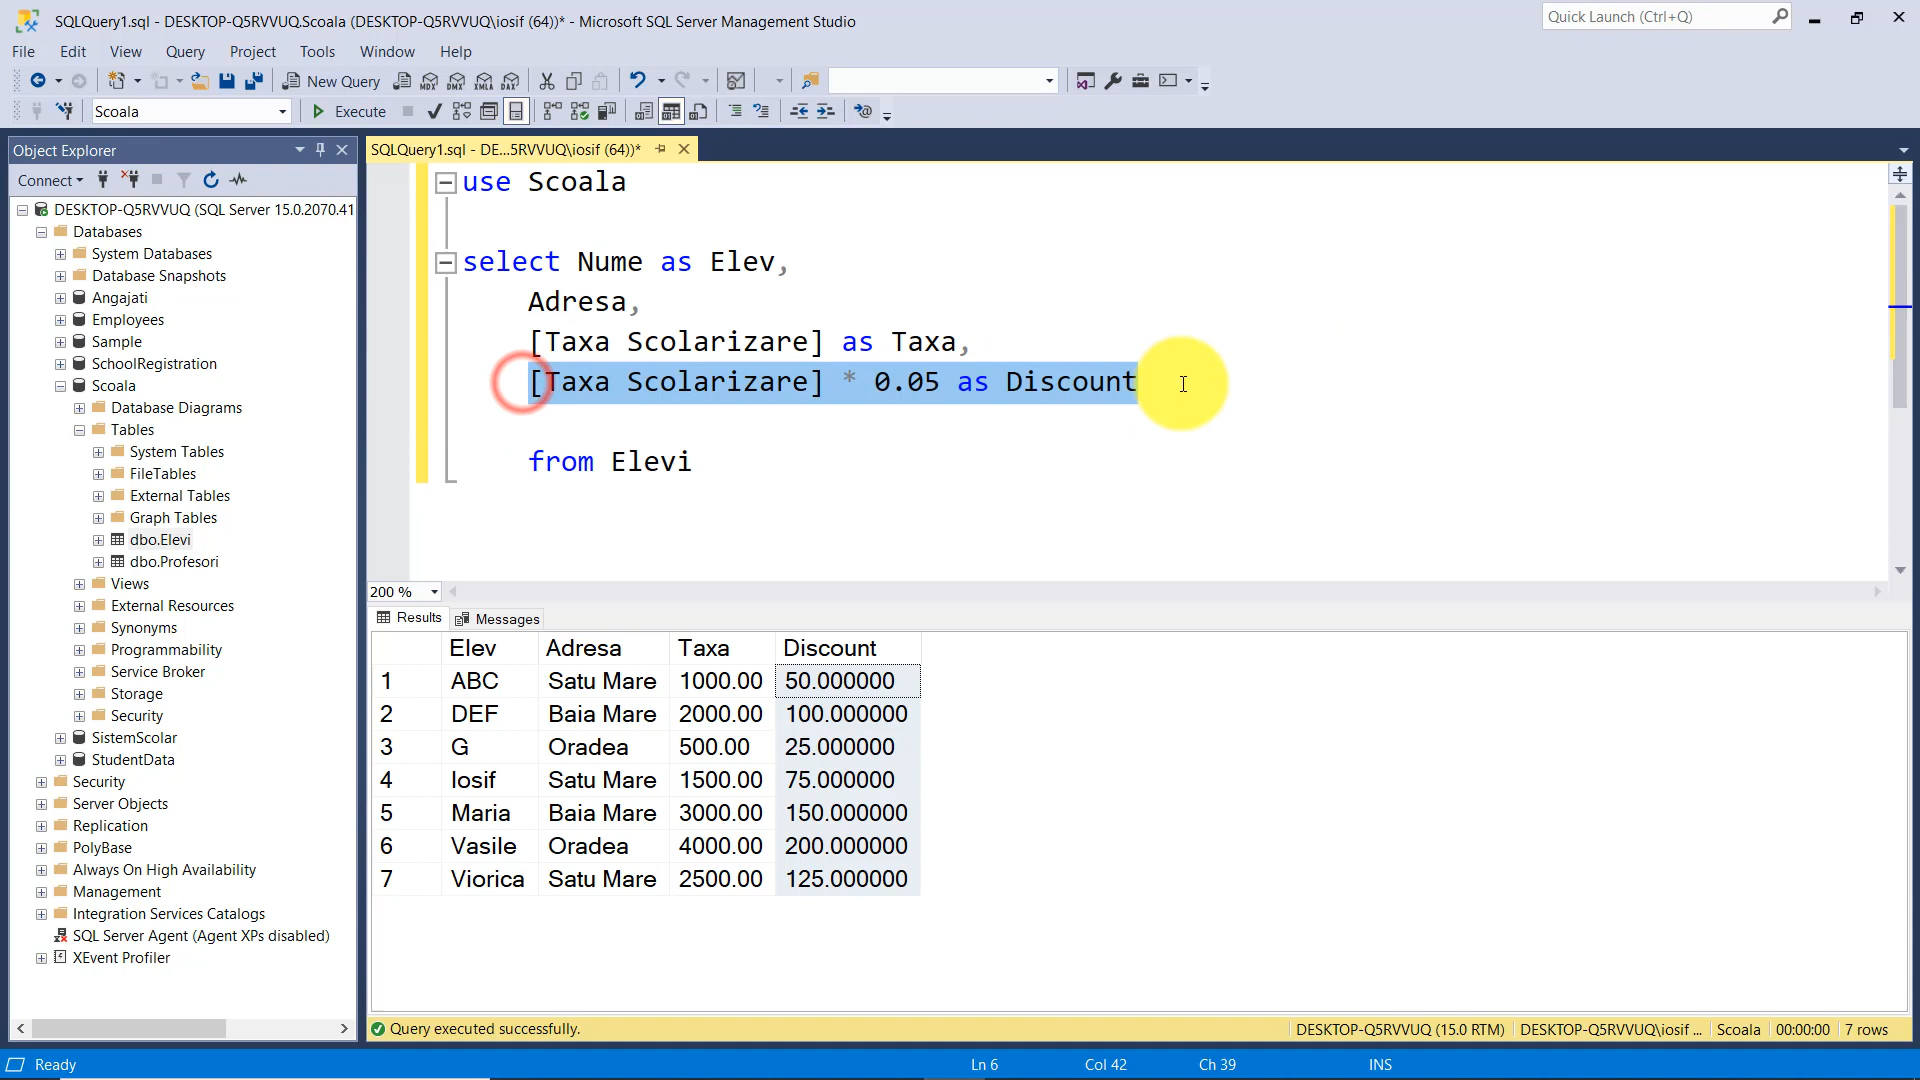 SQLQuery1.sql - DESKTOP-Q5RVVUQ.Scoala (DESKTOP-Q5RVVUQ\iosif (64))* - Microsoft SQL Server Management Studio
Quick Launch (Ctrl+Q)
File Edit View Query Project Tools Window Help
New Query MDX DMX XMLA DAX
Scoala Execute
Object Explorer
SQLQuery1.sql - DE...5RVVUQ\iosif (64))*
Connect
DESKTOP-Q5RVVUQ (SQL Server 15.0.2070.41
Databases
System Databases
Database Snapshots
Angajati
Employees
Sample
SchoolRegistration
Scoala
Database Diagrams
Tables
System Tables
FileTables
External Tables
Graph Tables
dbo.Elevi
dbo.Profesori
Views
External Resources
Synonyms
Programmability
Service Broker
Storage
Security
SistemScolar
StudentData
Security
Server Objects
Replication
PolyBase
Always On High Availability
Management
Integration Services Catalogs
SQL Server Agent (Agent XPs disabled)
XEvent Profiler
use Scoala
select Nume as Elev,
Adresa,
[Taxa Scolarizare] as Taxa,
[Taxa Scolarizare] * 0.05 as Discount
from Elevi
200 %
Results Messages
Elev Adresa Taxa Discount
1 ABC Satu Mare 1000.00 50.000000
2 DEF Baia Mare 2000.00 100.000000
3 G Oradea 500.00 25.000000
4 Iosif Satu Mare 1500.00 75.000000
5 Maria Baia Mare 3000.00 150.000000
6 Vasile Oradea 4000.00 200.000000
7 Viorica Satu Mare 2500.00 125.000000
Query executed successfully. DESKTOP-Q5RVVUQ (15.0 RTM) DESKTOP-Q5RVVUQ\iosif ... Scoala 00:00:00 7 rows
Ready Ln 6 Col 42 Ch 39 INS